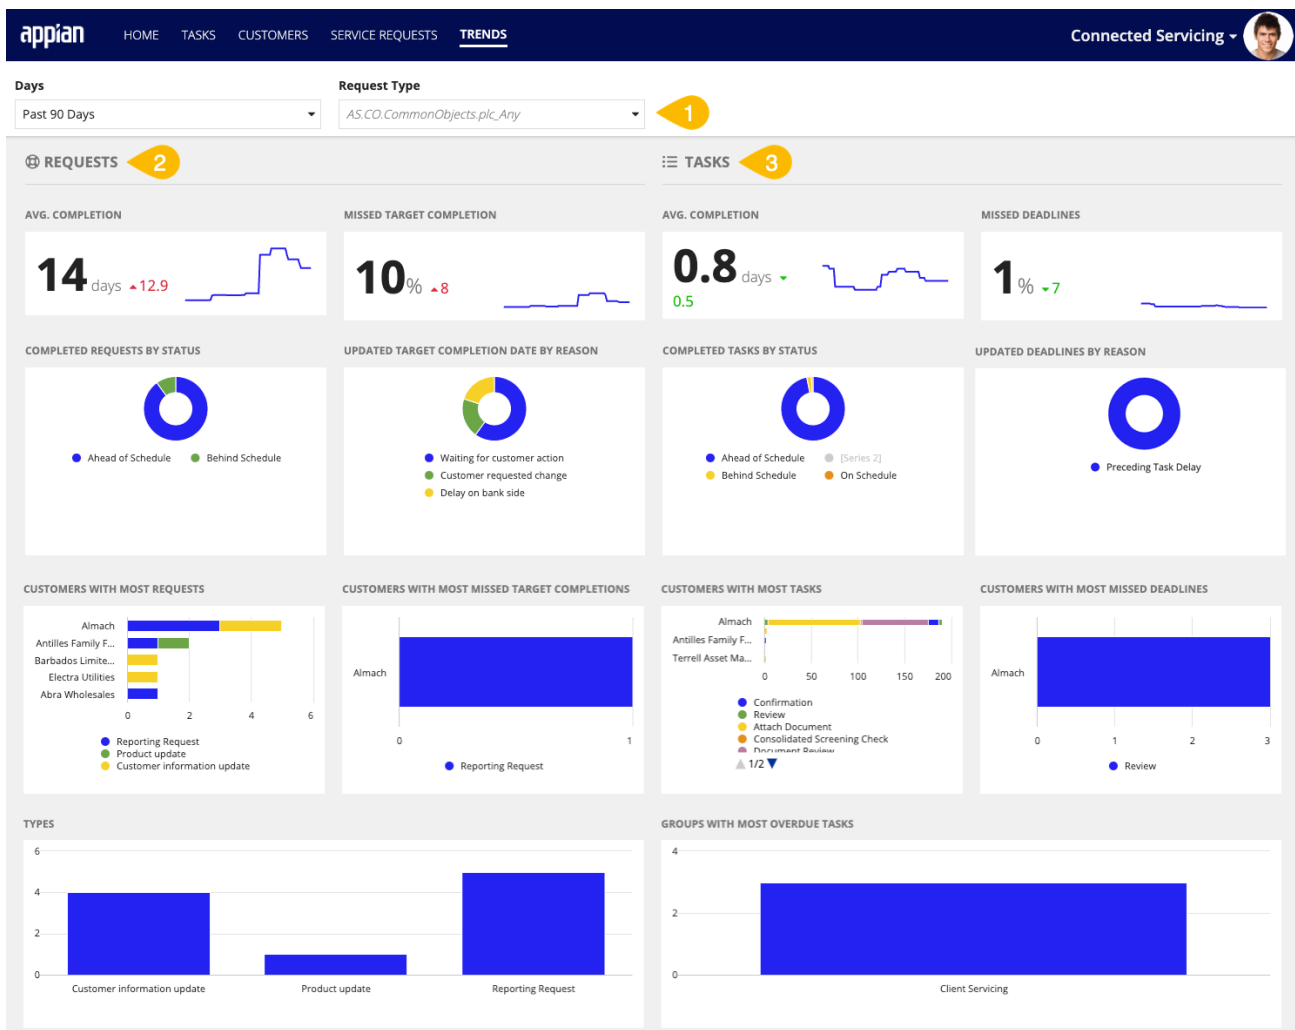 appian HOME TASKS CUSTOMERS SERVICE REQUESTS TRENDS Connected Servicing
Days Request Type
Past 90 Days AS.CO.CommonObjects.plc_Any 1
REQUESTS 2 TASKS 3
AVG. COMPLETION MISSED TARGET COMPLETION AVG. COMPLETION MISSED DEADLINES
14 days 12.9 10% 8 0.8 days 1% 7
0.5
COMPLETED REQUESTS BY STATUS UPDATED TARGET COMPLETION DATE BY REASON COMPLETED TASKS BY STATUS UPDATED DEADLINES BY REASON
Ahead of Schedule Behind Schedule Waiting for customer action Ahead of Schedule [Series 2] Preceding Task Delay
Customer requested change Behind Schedule On Schedule
Delay on bank side
CUSTOMERS WITH MOST REQUESTS CUSTOMERS WITH MOST MISSED TARGET COMPLETIONS CUSTOMERS WITH MOST TASKS CUSTOMERS WITH MOST MISSED DEADLINES
Almach
Antilles Family F...
Barbados Limite...
Electra Utilities
Abra Wholesales
0 2 4 6
Reporting Request
Product update
Customer information update
Almach
0 1
Reporting Request
Almach
Antilles Family F...
Terrell Asset Ma...
0 50 100 150 200
Confirmation
Review
Attach Document
Consolidated Screening Check
Document Review
1/2
Almach
0 1 2 3
Review
TYPES GROUPS WITH MOST OVERDUE TASKS
6
4
2
0
Customer information update Product update Reporting Request
4
2
0
Client Servicing